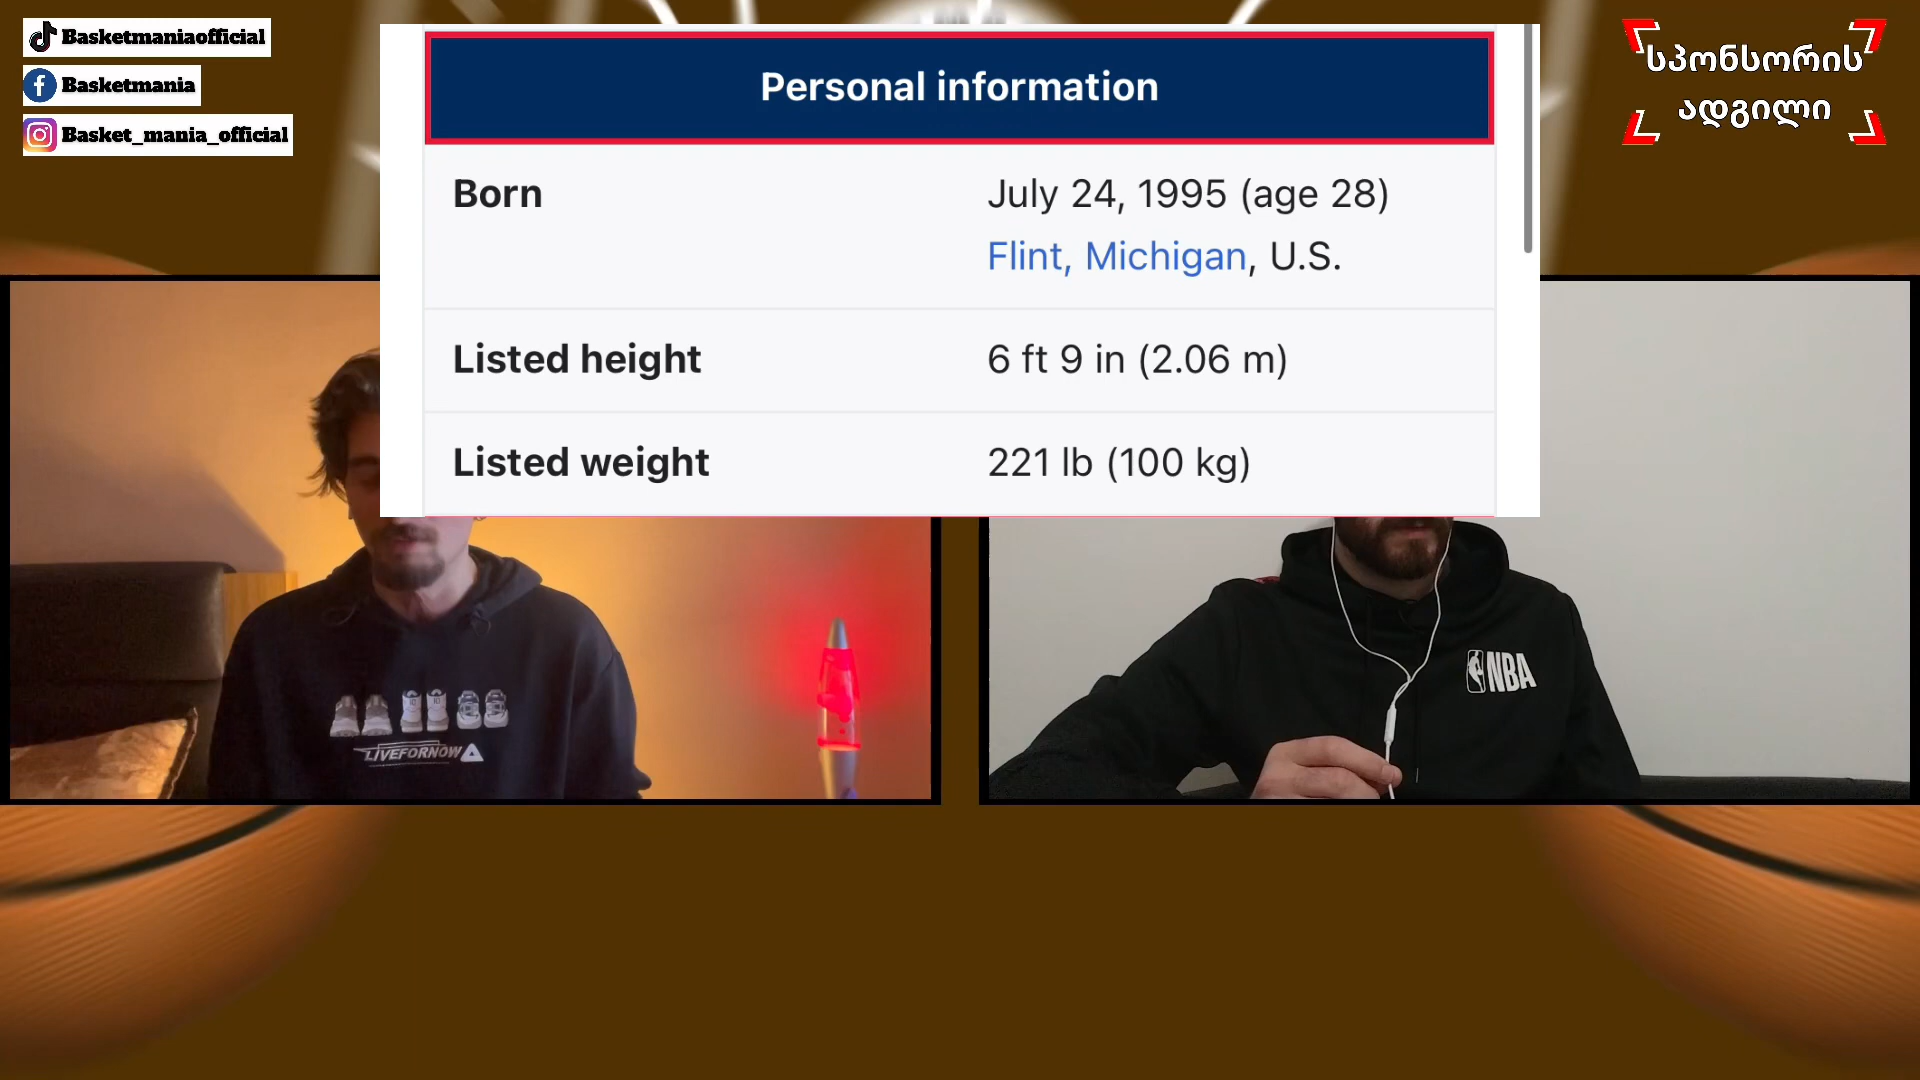 Basketmaniaofficial
Basketmania
Basket_mania_official
სპონსორის
ადგილი
Personal information
Born
July 24, 1995 (age 28)
Flint, Michigan, U.S.
Listed height
6 ft 9 in (2.06 m)
Listed weight
221 lb (100 kg)
LIVEFORNOW
NBA